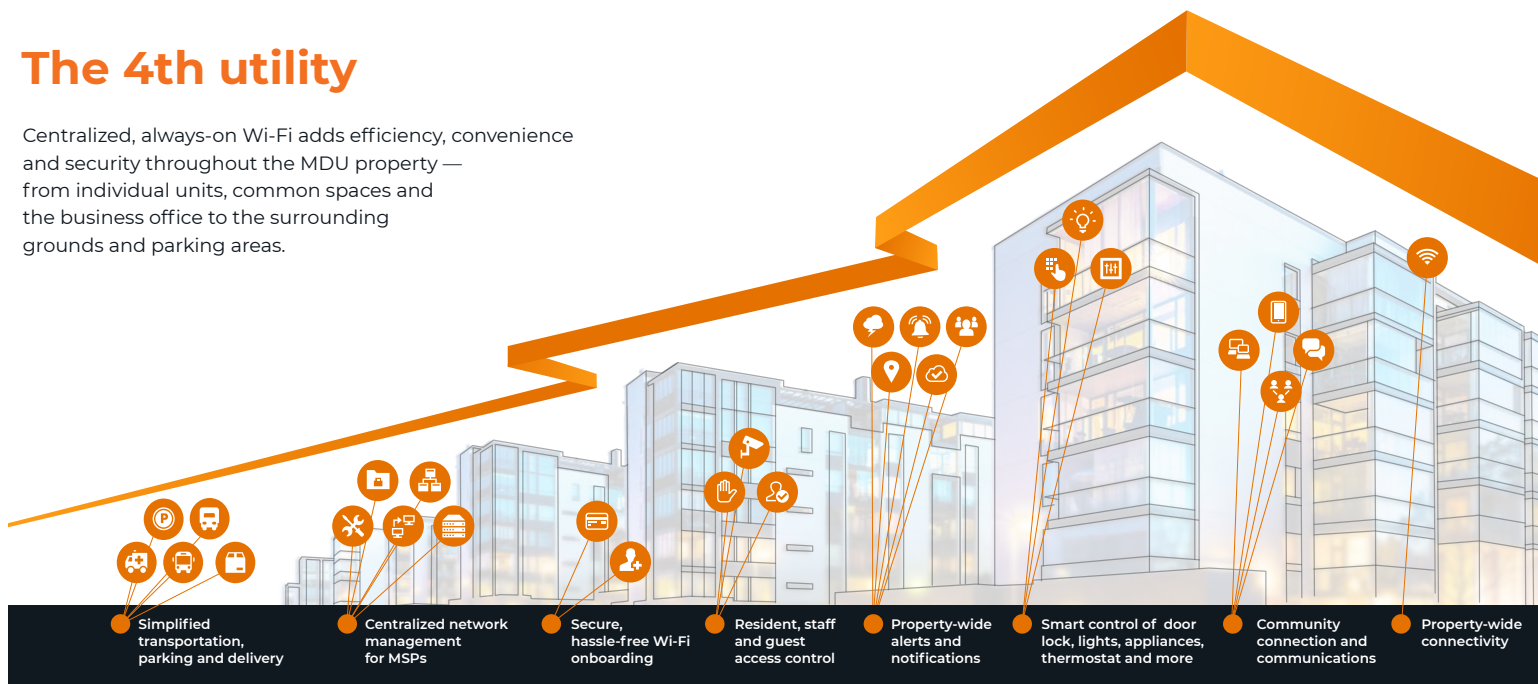 The 4th utility
Centralized, always-on Wi-Fi adds efficiency, convenience
and security throughout the MDU property —
from individual units, common spaces and
the business office to the surrounding
grounds and parking areas.
P
Simplified
transportation,
parking and delivery
Centralized network
management
for MSPs
Secure,
hassle-free Wi-Fi
onboarding
Resident, staff
and guest
access control
Property-wide
alerts and
notifications
Smart control of door
lock, lights, appliances,
thermostat and more
Community
connection and
communications
Property-wide
connectivity